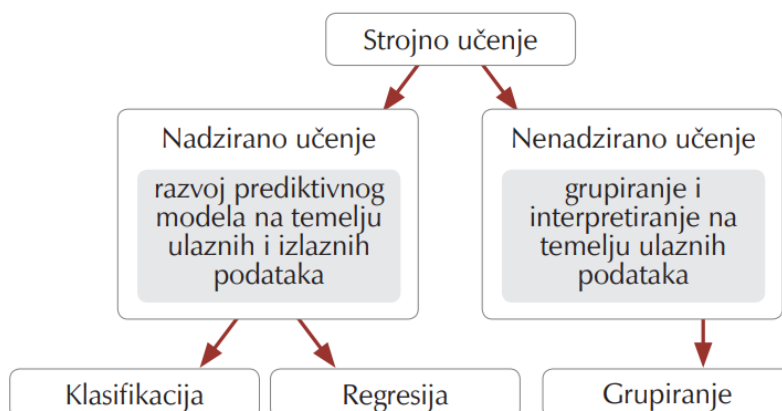 Strojno učenje
Nadzirano učenje
razvoj prediktivnog
modela na temelju
ulaznih i izlaznih
podataka
Nenadzirano učenje
grupiranje i
interpretiranje na
temelju ulaznih
podataka
Klasifikacija
Regresija
Grupiranje